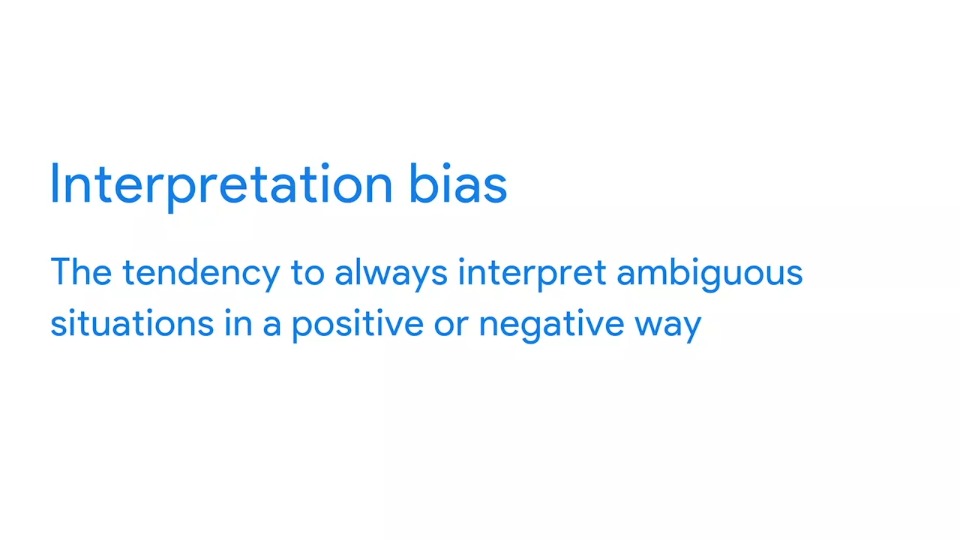 Interpretation bias
The tendency to always interpret ambiguous
situations in a positive or negative way